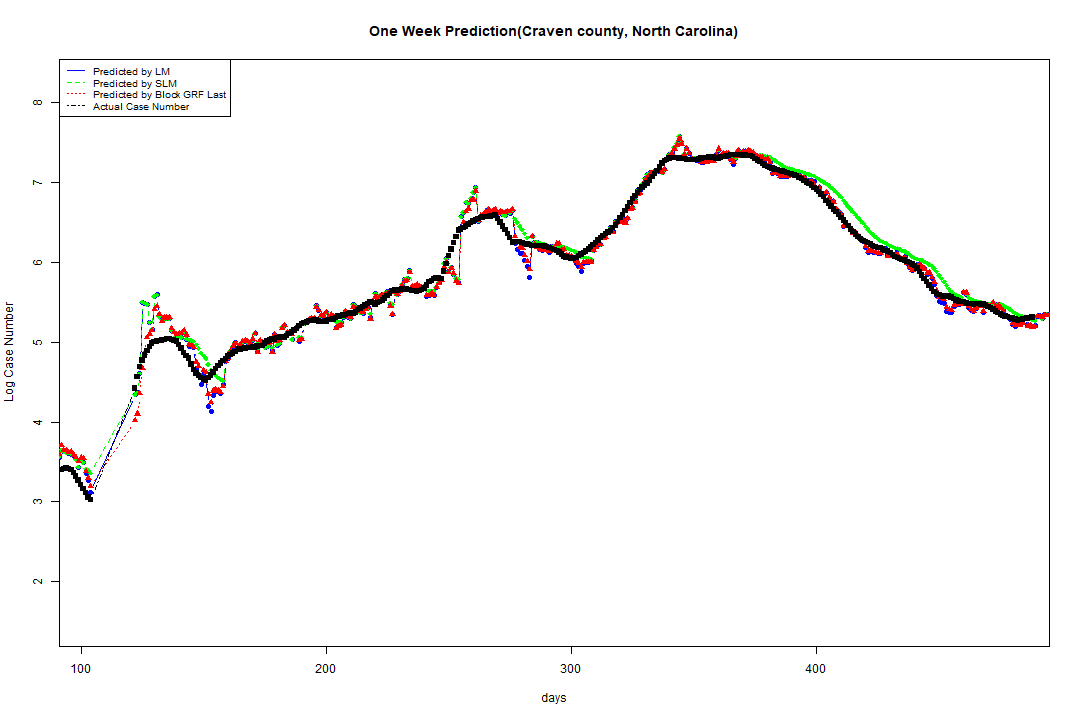 One Week Prediction(Craven county, North Carolina)
Predicted by LM
Predicted by SLM
Predicted by Block GRF Last
Actual Case Number
Log Case Number
8
7
6
5
4
3
2
100 200 300 400
days